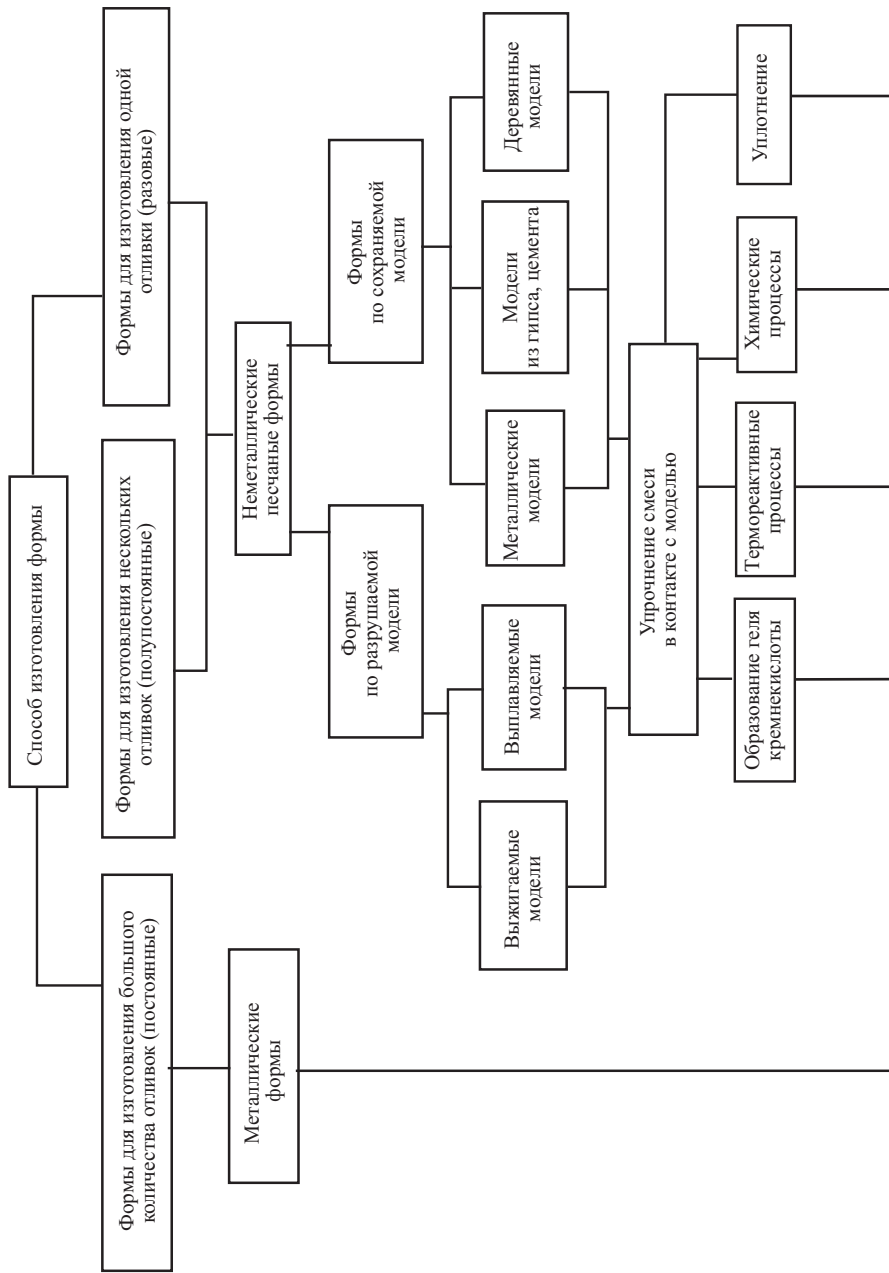 Способ изготовления формы
Формы для изготовления большого
количества отливок (постоянные)
Формы для изготовления нескольких
отливок (полупостоянные)
Формы для изготовления одной
отливки (разовые)
Металлические
формы
Неметаллические
песчаные формы
Формы
по разрушаемой
модели
Формы
по сохраняемой
модели
Выжигаемые
модели
Выплавляемые
модели
Металлические
модели
Модели
из гипса, цемента
Деревянные
модели
Упрочнение смеси
в контакте с моделью
Образование геля
кремнекислоты
Термореактивные
процессы
Химические
процессы
Уплотнение